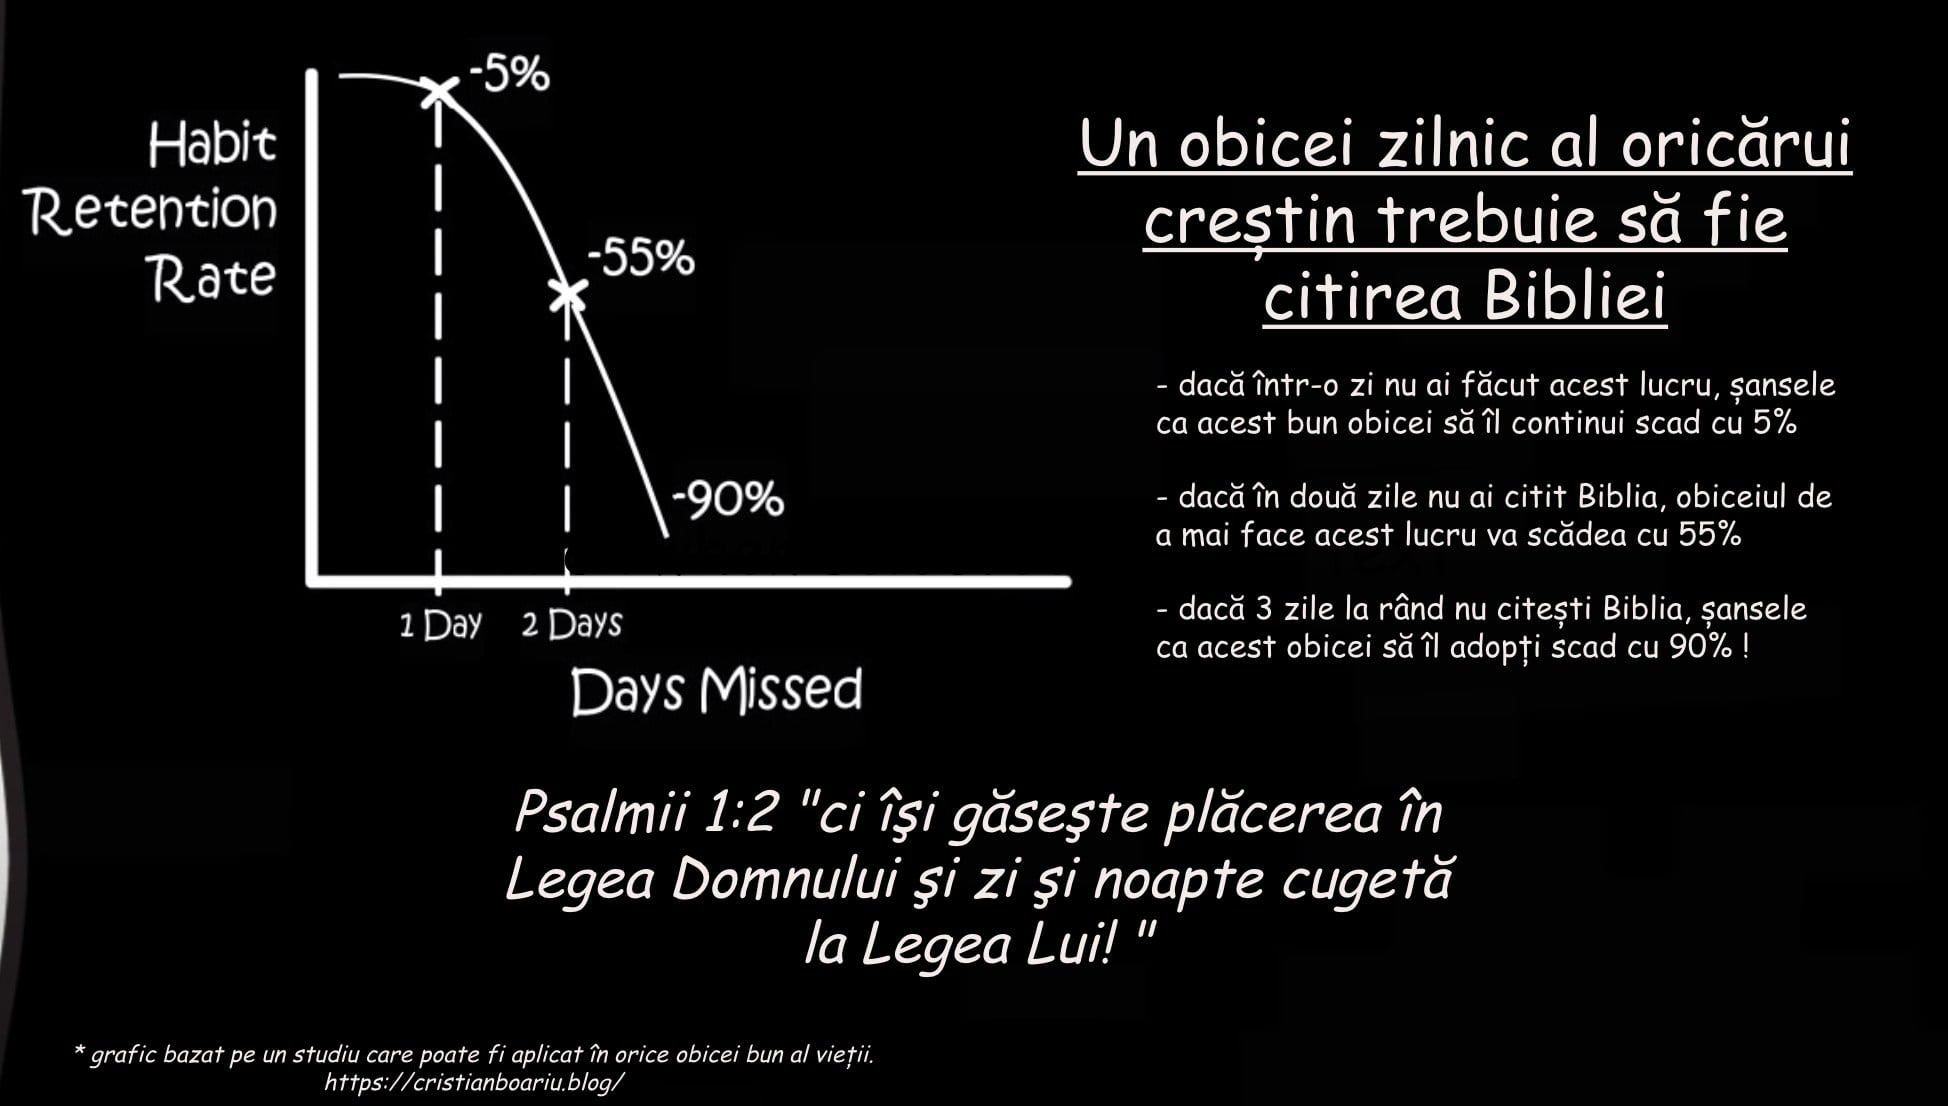 Habit
Retention
Rate
-5%
-55%
-90%
1 Day
2 Days
Days Missed
Un obicei zilnic al oricărui
creștin trebuie să fie
citirea Bibliei
- dacă într-o zi nu ai făcut acest lucru, șansele
ca acest bun obicei să îl continui scad cu 5%
- dacă în două zile nu ai citit Biblia, obiceiul de
a mai face acest lucru va scădea cu 55%
- dacă 3 zile la rând nu citești Biblia, șansele
ca acest obicei să îl adopți scad cu 90% !
Psalmii 1:2 "ci îşi găseşte plăcerea în
Legea Domnului şi zi şi noapte cugetă
la Legea Lui! "
* grafic bazat pe un studiu care poate fi aplicat în orice obicei bun al vieții.
https://cristianboariu.blog/